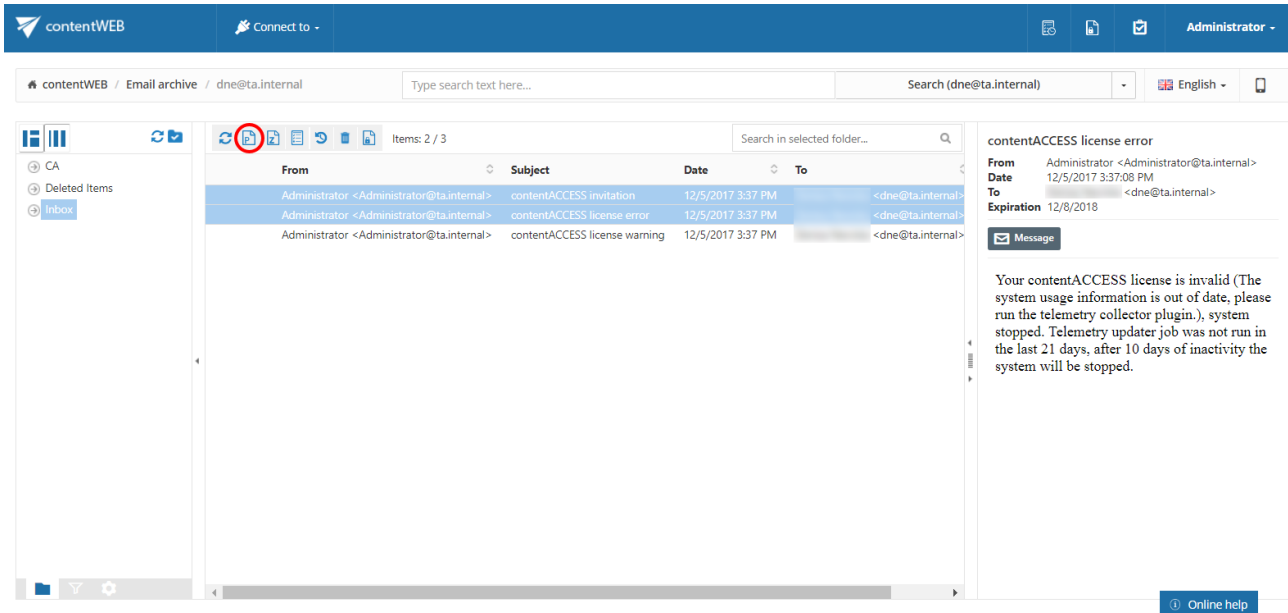 contentWEB
Connect to
Administrator
contentWEB / Email archive / dne@ta.internal
Type search text here...
Search (dne@ta.internal)
English
Items: 2 / 3
Search in selected folder...
CA
Deleted Items
Inbox
From Subject Date To
Administrator <Administrator@ta.internal> contentACCESS invitation 12/5/2017 3:37 PM <dne@ta.internal>
Administrator <Administrator@ta.internal> contentACCESS license error 12/5/2017 3:37 PM <dne@ta.internal>
Administrator <Administrator@ta.internal> contentACCESS license warning 12/5/2017 3:37 PM <dne@ta.internal>
contentACCESS license error
From Administrator <Administrator@ta.internal>
Date 12/5/2017 3:37:08 PM
To <dne@ta.internal>
Expiration 12/8/2018
Message
Your contentACCESS license is invalid (The
system usage information is out of date, please
run the telemetry collector plugin.), system
stopped. Telemetry updater job was not run in
the last 21 days, after 10 days of inactivity the
system will be stopped.
Online help